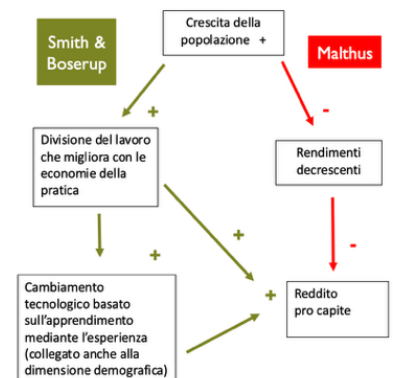 Smith &
Boserup
Crescita della
popolazione +
Malthus
+
-
Divisione del lavoro
che migliora con le
economie della
pratica
Rendimenti
decrescenti
+
+
-
Cambiamento
tecnologico basato
sull'apprendimento
mediante l'esperienza
(collegato anche alla
dimensione demografica)
+
Reddito
pro capite